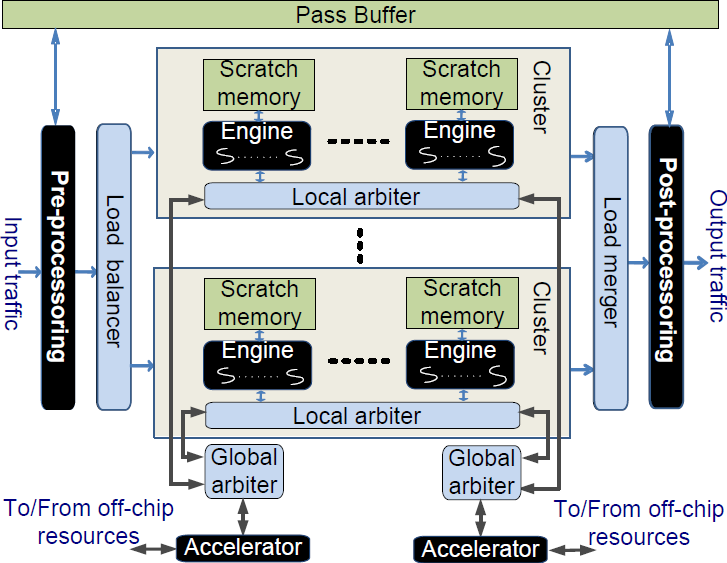 Pass Buffer
Scratch
memory
Scratch
memory
Cluster
Engine
S.......S
Engine
S.......S
Local arbiter
Input traffic
Pre-processoring
Load balancer
Load merger
Post-processoring
Output traffic
Scratch
memory
Scratch
memory
Cluster
Engine
S.......S
Engine
S.......S
Local arbiter
Global
arbiter
Global
arbiter
To/From off-chip
resources
To/From off-chip
resources
Accelerator
Accelerator